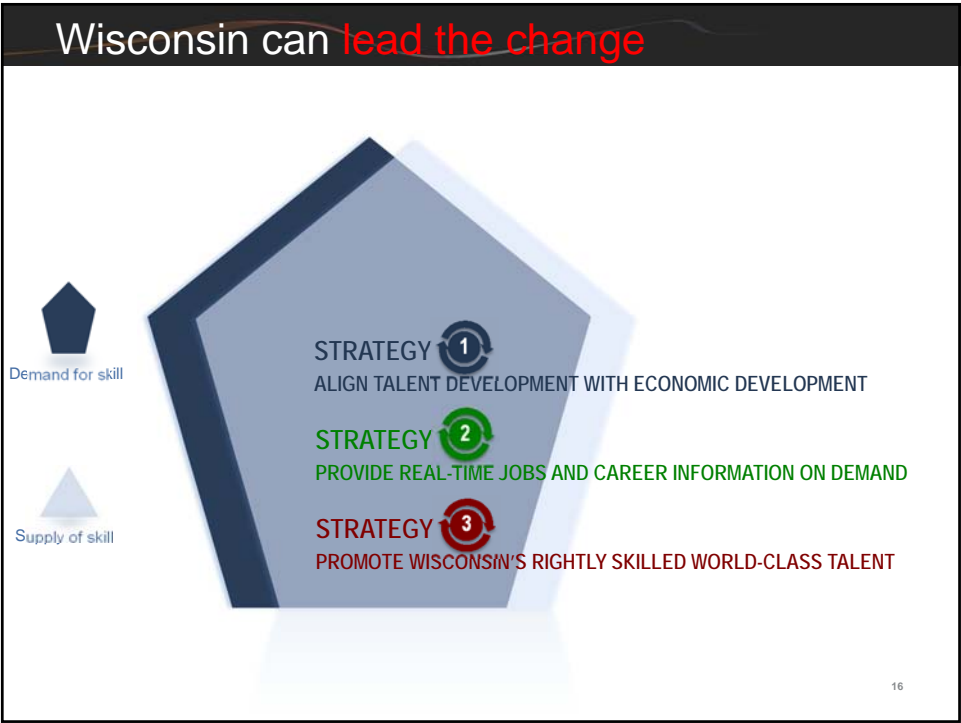 Wisconsin can lead the change
Demand for skill
Supply of skill
STRATEGY 1
ALIGN TALENT DEVELOPMENT WITH ECONOMIC DEVELOPMENT
STRATEGY 2
PROVIDE REAL-TIME JOBS AND CAREER INFORMATION ON DEMAND
STRATEGY 3
PROMOTE WISCONSIN'S RIGHTLY SKILLED WORLD-CLASS TALENT
16